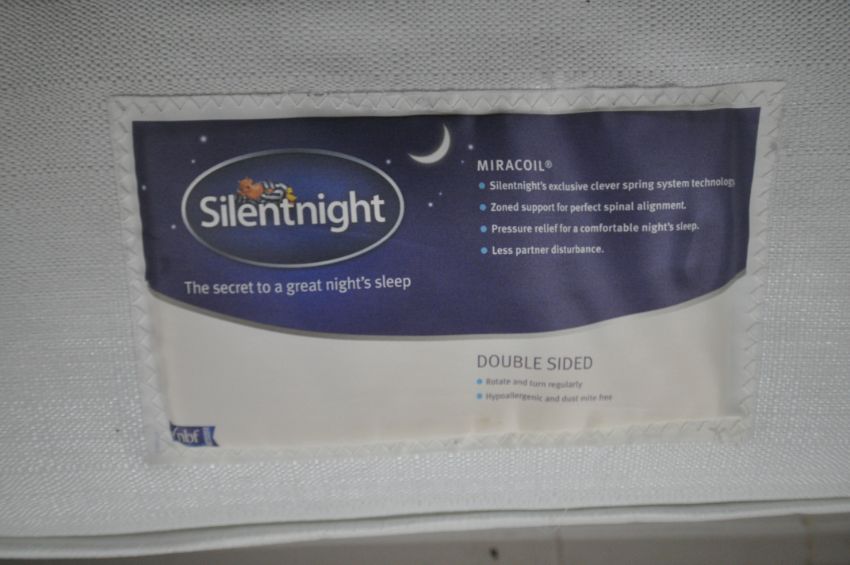 Silentnight
The secret to a great night's sleep
MIRACOIL®
Silentnight's exclusive clever spring system technology
Zoned support for perfect spinal alignment.
Pressure relief for a comfortable night's sleep.
Less partner disturbance.
DOUBLE SIDED
Rotate and turn regularly
Hypoallergenic and dust mite free
nbf